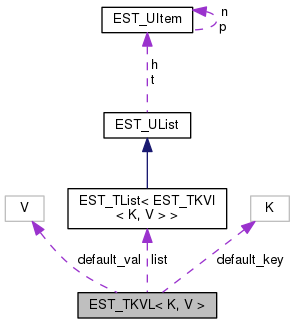 EST_UItem
n
p
h
t
EST_UList
EST_TList< EST_TKVI
< K, V > >
V
K
default_val
list
default_key
EST_TKVL< K, V >